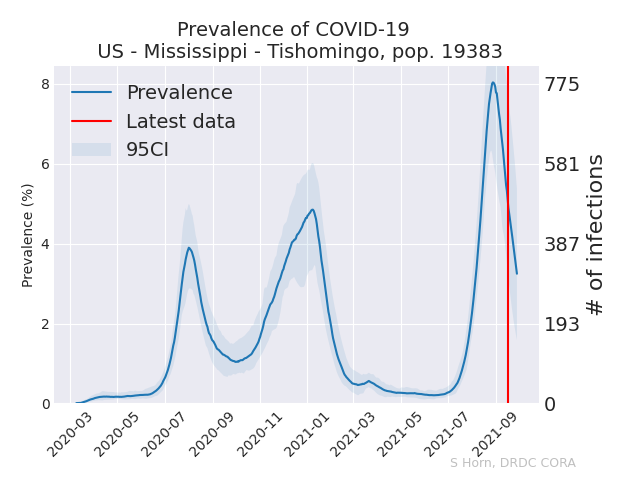 Prevalence of COVID-19
US - Mississippi - Tishomingo, pop. 19383
Prevalence
Latest data
95CI
Prevalence (%)
8
6
4
2
0
775
581
387
193
0
# of infections
2020-03
2020-05
2020-07
2020-09
2020-11
2021-01
2021-03
2021-05
2021-07
2021-09
S Horn, DRDC CORA